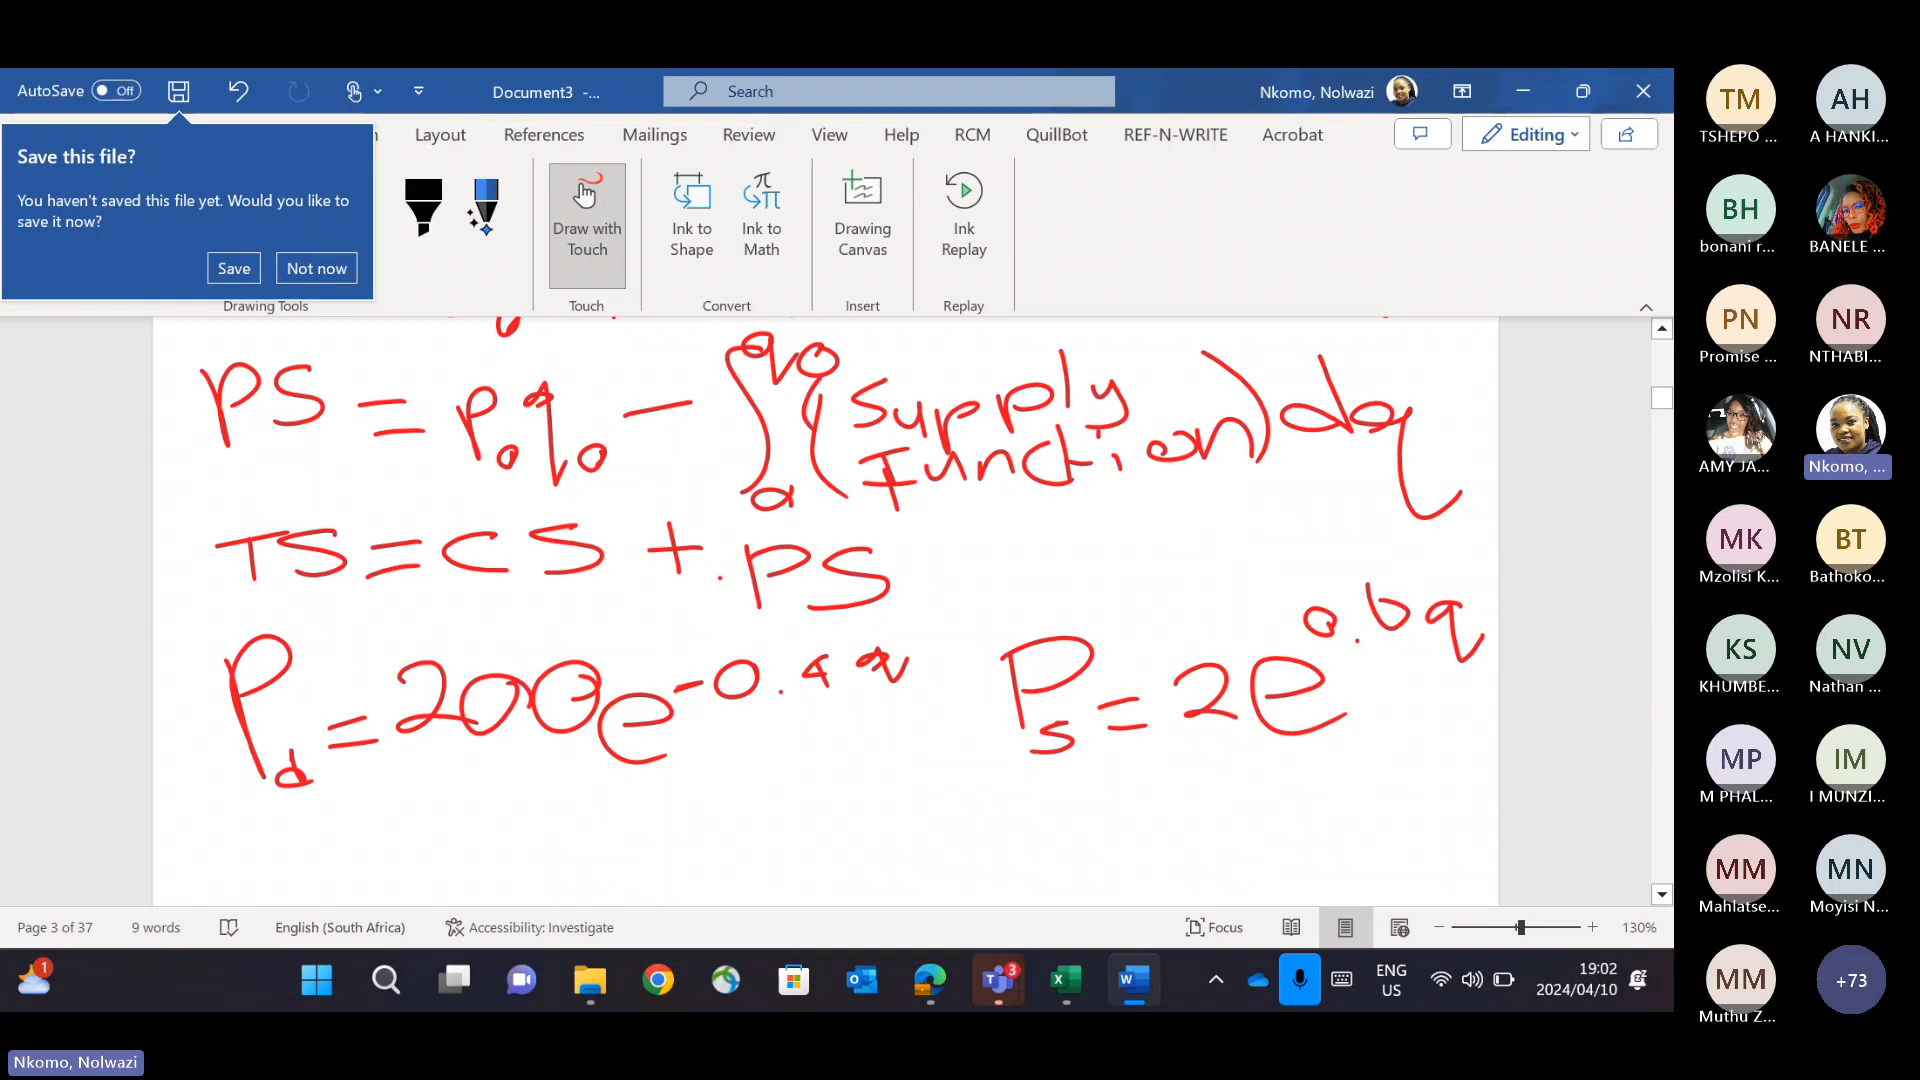 AutoSave Off Document3 -... Search Nkomo, Nolwazi
Layout References Mailings Review View Help RCM QuillBot REF-N-WRITE Acrobat Editing
Save this file?
You haven't saved this file yet. Would you like to
save it now?
Save Not now
Draw with
Touch
Ink to
Shape
Ink to
Math
Drawing
Canvas
Ink
Replay
Drawing Tools Touch Convert Insert Replay
PS = p₀q₀ − ∫₀^q₀ (Supply
function) dq
TS = CS + PS
P_d = 200e^-0.4q P_s = 2e^0.6q
Page 3 of 37 9 words English (South Africa) Accessibility: Investigate Focus 130%
1 3 ENG
US
19:02
2024/04/10
TM
TSHEPO ...
AH
A HANKI...
BH
bonani r...
BANELE ...
PN
Promise ...
NR
NTHABI...
AMY JA...
Nkomo, ...
MK
Mzolisi K...
BT
Bathoko...
KS
KHUMBE...
NV
Nathan ...
MP
M PHAL...
IM
I MUNZI...
MM
Mahlatse...
MN
Moyisi N...
MM
Muthu Z...
+73
Nkomo, Nolwazi